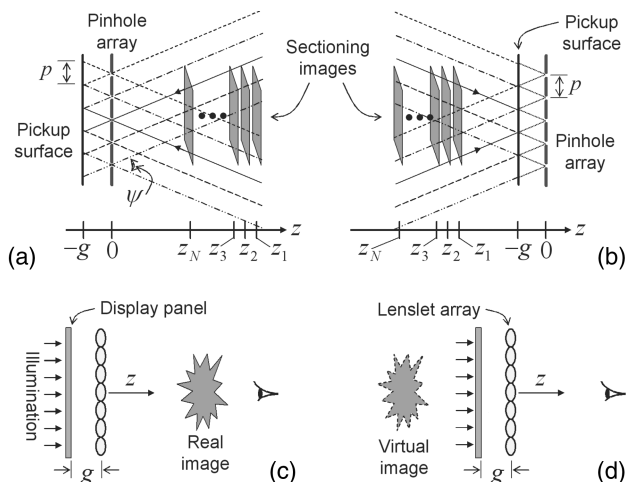 Pinhole array
p
Pickup surface
ψ
Sectioning images
−g 0 z_N z_3 z_2 z_1 z
(a)
Pickup surface
p
Pinhole array
z_N z_3 z_2 z_1 −g 0 z
(b)
Display panel
Illumination
z
Real image
g
(c)
Lenslet array
z
Virtual image
g
(d)